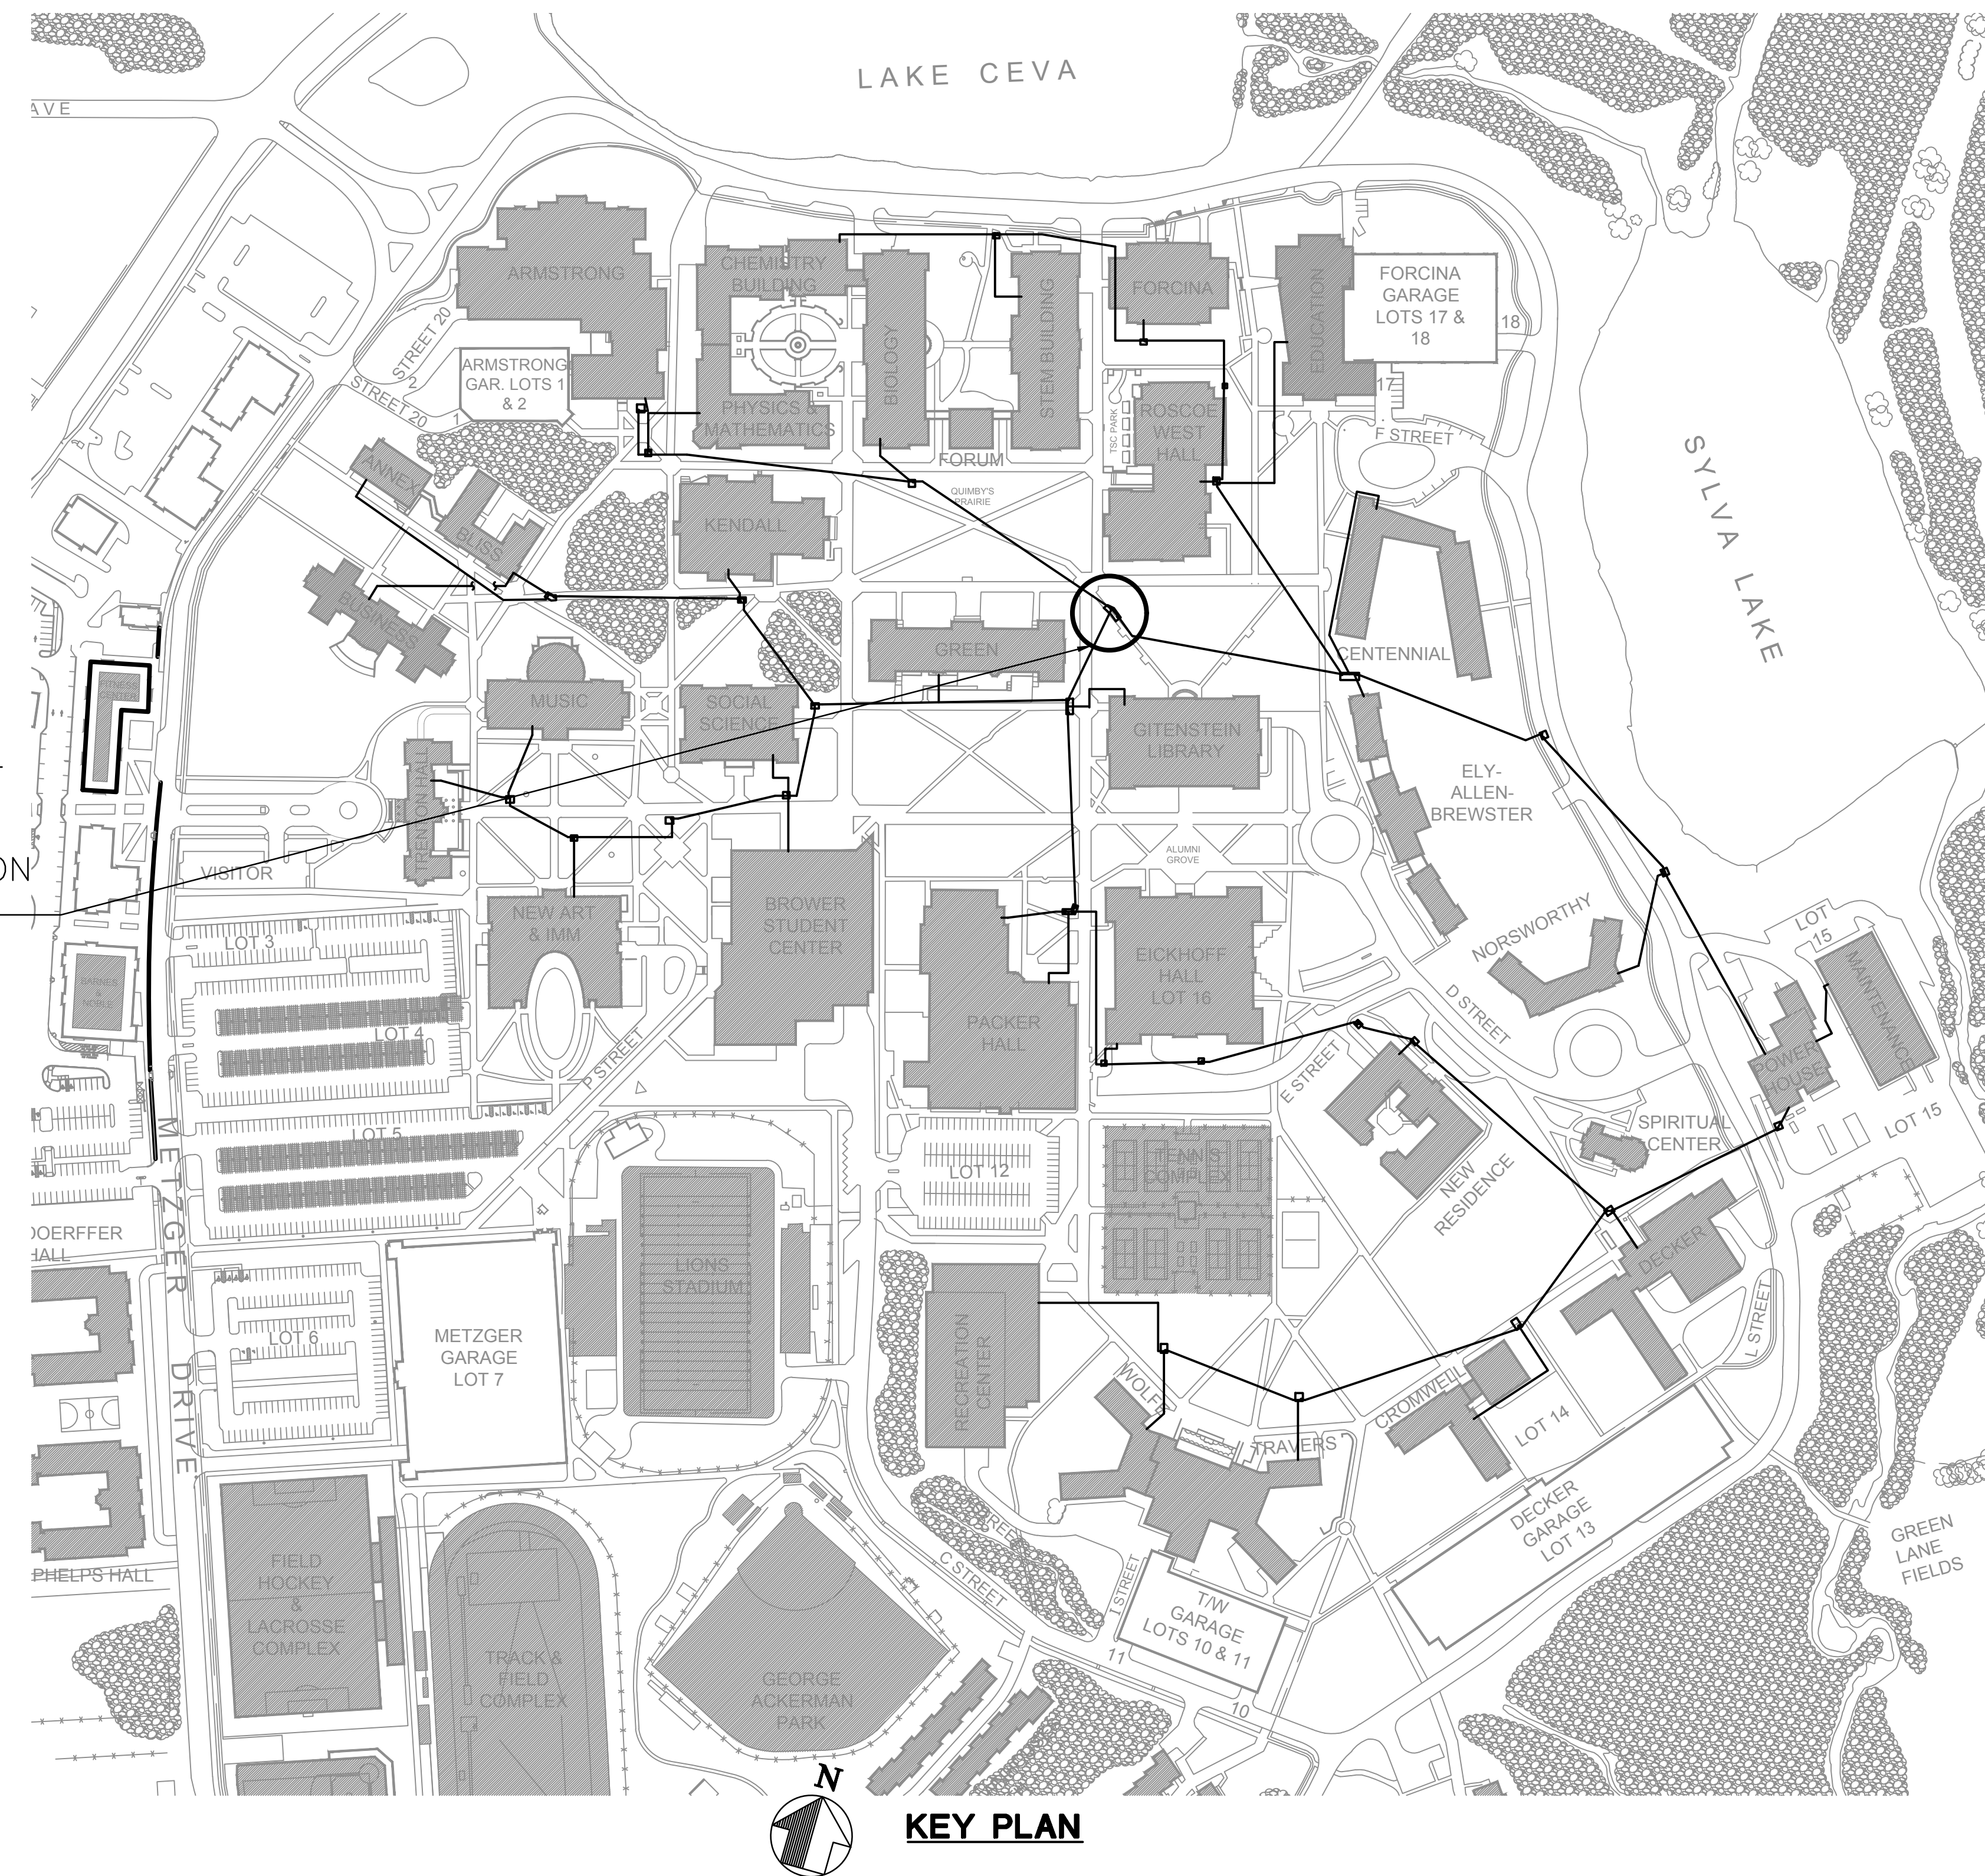 LAKE CEVA
AVE
ARMSTRONG
CHEMISTRY
BUILDING
BIOLOGY
STEM BUILDING
FORCINA
EDUCATION
FORCINA
GARAGE
LOTS 17 &
18
18
17
STREET 20
2
STREET 20
1
ARMSTRONG
GAR. LOTS 1
& 2
PHYSICS &
MATHEMATICS
FORUM
TSC PARK
ROSCOE
WEST
HALL
F STREET
SYLVA LAKE
ANNEX
BLISS
KENDALL
QUIMBY'S
PRAIRIE
BUSINESS
GREEN
CENTENNIAL
FITNESS
CENTER
MUSIC
SOCIAL
SCIENCE
GITENSTEIN
LIBRARY
TRENTON HALL
ELY-
ALLEN-
BREWSTER
ON
VISITOR
ALUMNI
GROVE
NEW ART
& IMM
BROWER
STUDENT
CENTER
LOT 3
NORSWORTHY
LOT
15
MAINTENANCE
BARNES
&
NOBLE
EICKHOFF
HALL
LOT 16
D STREET
LOT 4
PACKER
HALL
P STREET
E STREET
POWER
HOUSE
LOT 15
LOT 5
SPIRITUAL
CENTER
METZGER DRIVE
LOT 12
TENNIS
COMPLEX
NEW
RESIDENCE
DOERFFER
HALL
LIONS
STADIUM
DECKER
L STREET
LOT 6
METZGER
GARAGE
LOT 7
RECREATION
CENTER
WOLFE
CROMWELL
LOT 14
TRAVERS
DECKER
GARAGE
LOT 13
GREEN
LANE
FIELDS
FIELD
HOCKEY
&
LACROSSE
COMPLEX
PHELPS HALL
C STREET
I STREET
T/W
GARAGE
LOTS 10 & 11
11
10
TRACK &
FIELD
COMPLEX
GEORGE
ACKERMAN
PARK
N
KEY PLAN